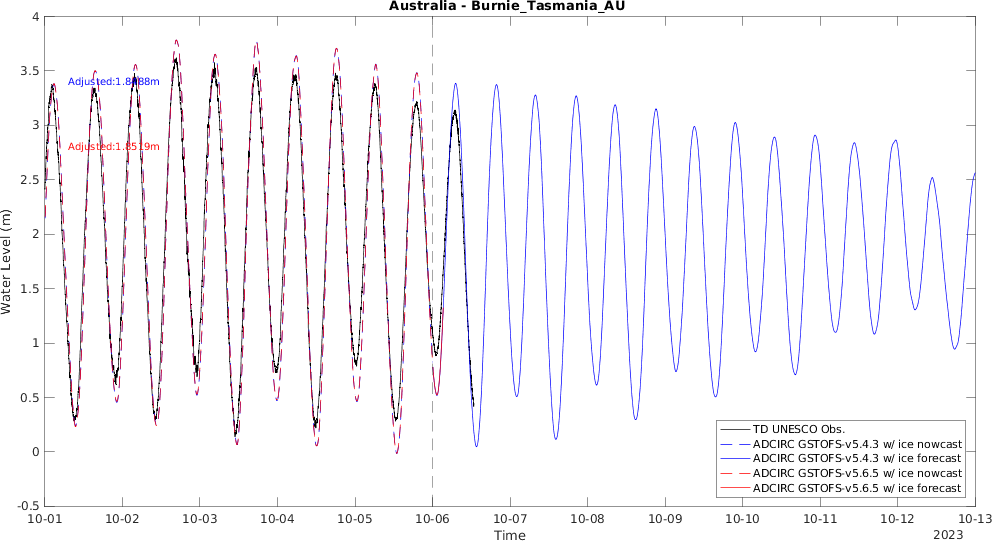 Australia - Burnie_Tasmania_AU
4
3.5
3
2.5
2
1.5
1
0.5
0
-0.5
Water Level (m)
Adjusted:1.8519m
TD UNESCO Obs.
ADCIRC GSTOFS-v5.4.3 w/ ice nowcast
ADCIRC GSTOFS-v5.4.3 w/ ice forecast
ADCIRC GSTOFS-v5.6.5 w/ ice nowcast
ADCIRC GSTOFS-v5.6.5 w/ ice forecast
10-01 10-02 10-03 10-04 10-05 10-06 10-07 10-08 10-09 10-10 10-11 10-12 10-13
Time
2023